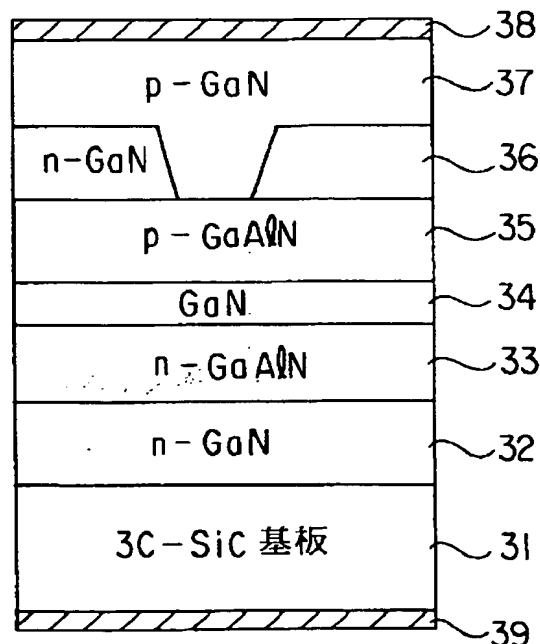 38
p-GaN 37
n-GaN 36
p-GaAlN 35
GaN 34
n-GaAlN 33
n-GaN 32
3C-SiC 基板 31
39